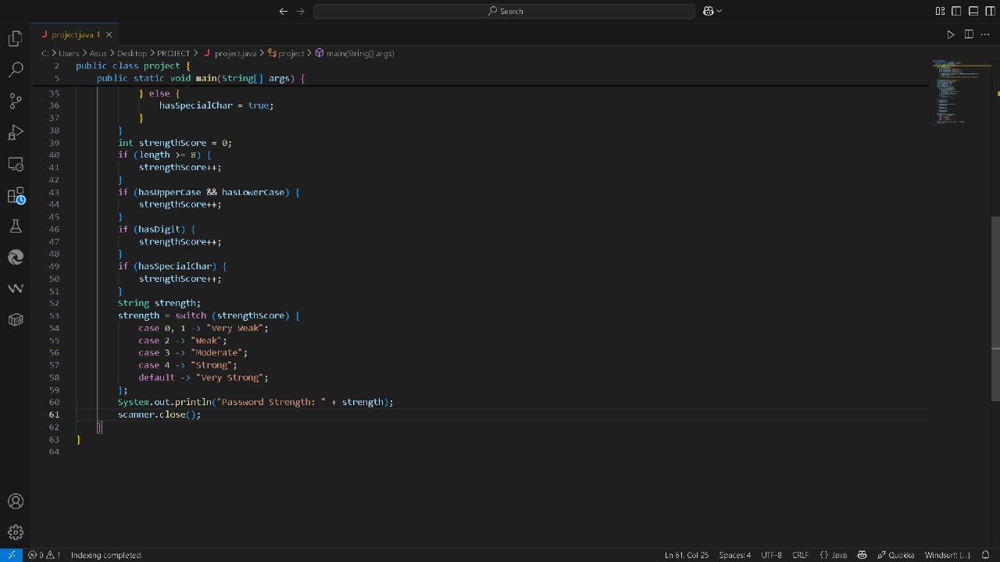 Search
project.java 1
C: > Users > Asus > Desktop > PROJECT > project.java > project > main(String[] args)
2 public class project {
5 public static void main(String[] args) {
35 } else {
36 hasSpecialChar = true;
37 }
38 }
39 int strengthScore = 0;
40 if (length >= 8) {
41 strengthScore++;
42 }
43 if (hasUpperCase && hasLowerCase) {
44 strengthScore++;
45 }
46 if (hasDigit) {
47 strengthScore++;
48 }
49 if (hasSpecialChar) {
50 strengthScore++;
51 }
52 String strength;
53 strength = switch (strengthScore) {
54 case 0, 1 -> "Very Weak";
55 case 2 -> "Weak";
56 case 3 -> "Moderate";
57 case 4 -> "Strong";
58 default -> "Very Strong";
59 };
60 System.out.println("Password Strength: " + strength);
61 scanner.close();
62 }
63 }
64
0 1 Indexing completed. Ln 61, Col 25 Spaces: 4 UTF-8 CRLF {} Java Quokka Windsurf: {...}